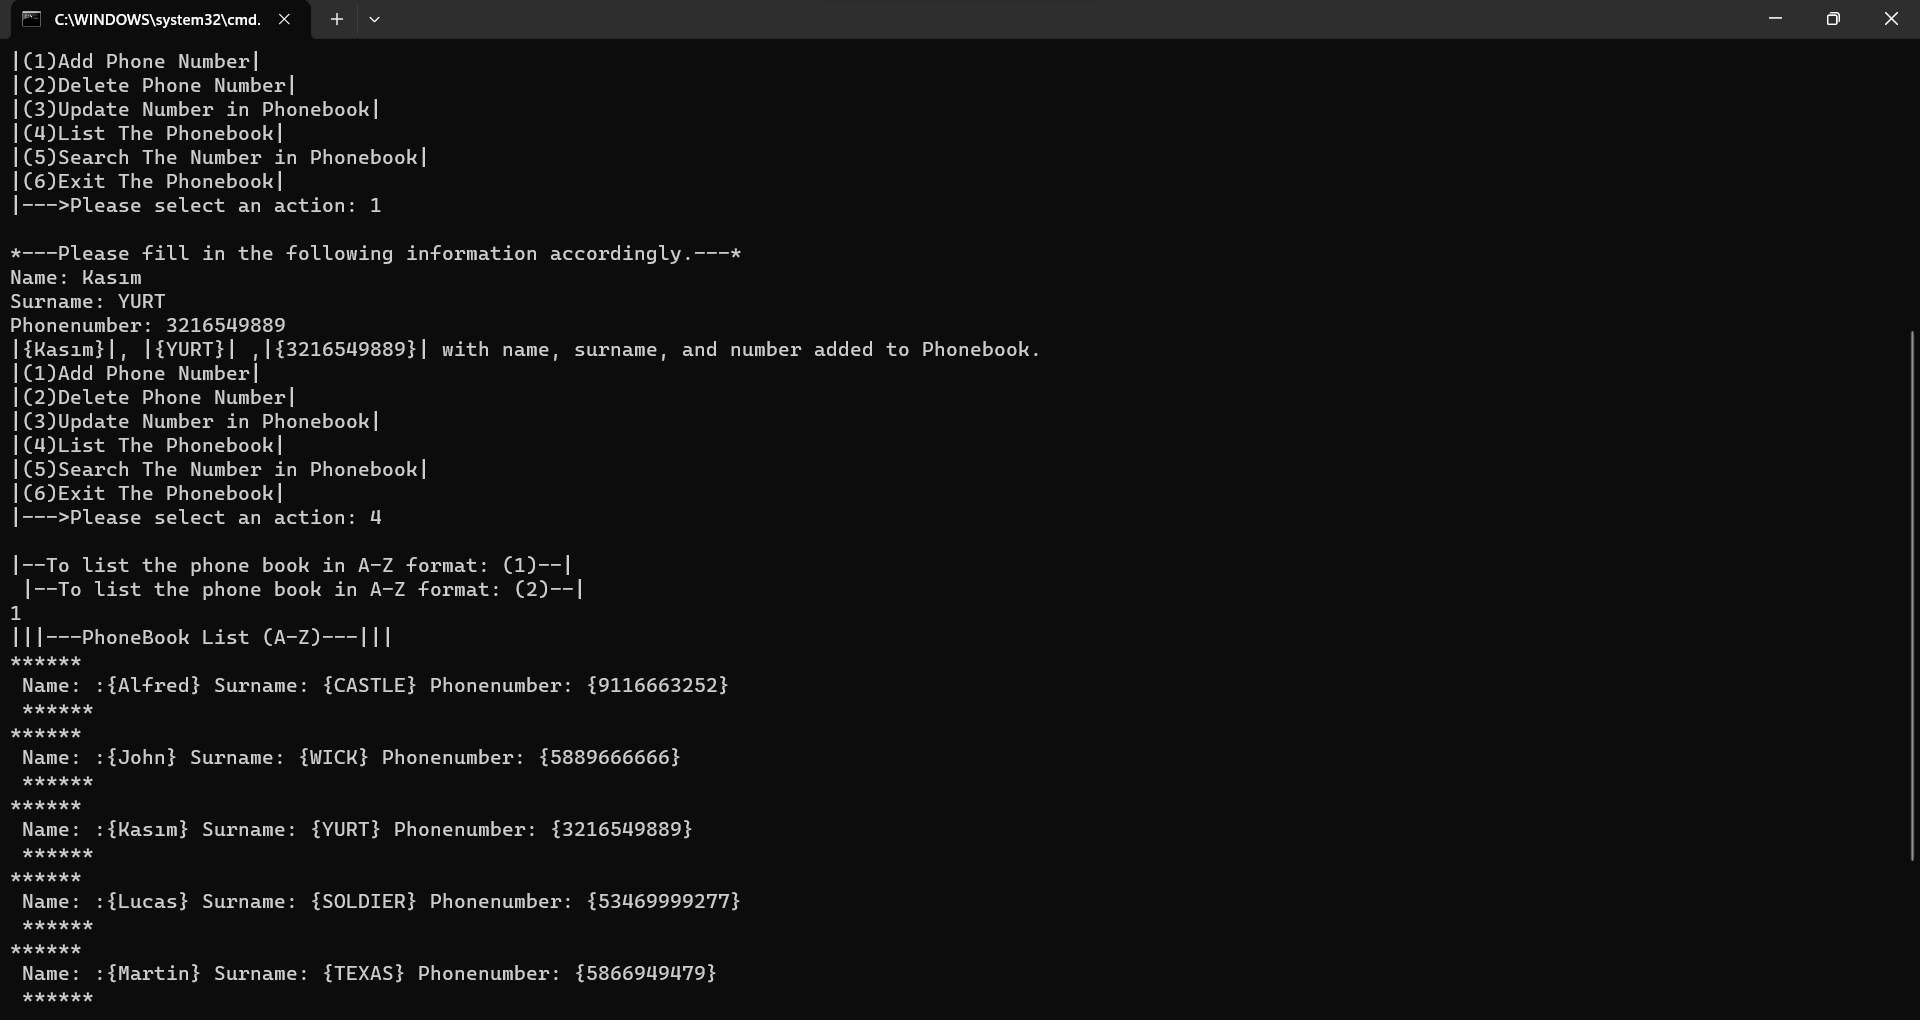 C:\WINDOWS\system32\cmd.
|(1)Add Phone Number|
|(2)Delete Phone Number|
|(3)Update Number in Phonebook|
|(4)List The Phonebook|
|(5)Search The Number in Phonebook|
|(6)Exit The Phonebook|
|--->Please select an action: 1
*---Please fill in the following information accordingly.---*
Name: Kasım
Surname: YURT
Phonenumber: 3216549889
|{Kasım}|, |{YURT}| ,|{3216549889}| with name, surname, and number added to Phonebook.
|(1)Add Phone Number|
|(2)Delete Phone Number|
|(3)Update Number in Phonebook|
|(4)List The Phonebook|
|(5)Search The Number in Phonebook|
|(6)Exit The Phonebook|
|--->Please select an action: 4
|--To list the phone book in A-Z format: (1)--|
 |--To list the phone book in A-Z format: (2)--|
1
|||---PhoneBook List (A-Z)---|||
******
 Name: :{Alfred} Surname: {CASTLE} Phonenumber: {9116663252}
 ******
******
 Name: :{John} Surname: {WICK} Phonenumber: {5889666666}
 ******
******
 Name: :{Kasım} Surname: {YURT} Phonenumber: {3216549889}
 ******
******
 Name: :{Lucas} Surname: {SOLDIER} Phonenumber: {53469999277}
 ******
******
 Name: :{Martin} Surname: {TEXAS} Phonenumber: {5866949479}
 ******